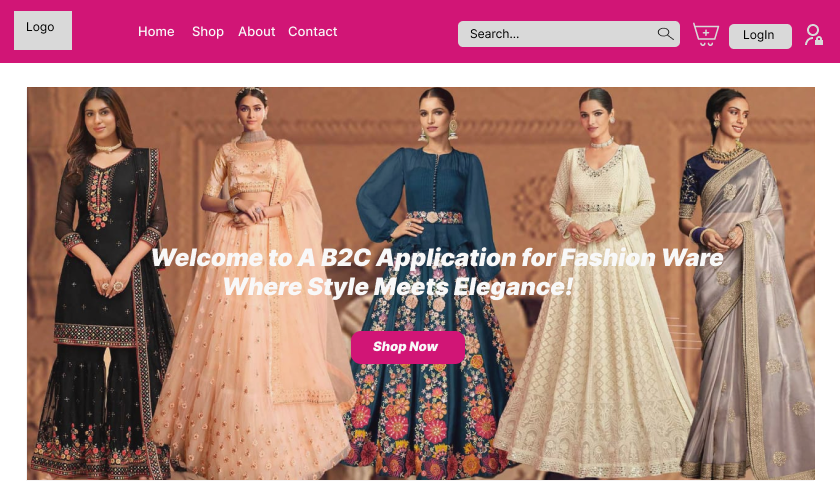 Logo
Home
Shop
About
Contact
Search...
LogIn
Welcome to A B2C Application for Fashion Ware
Where Style Meets Elegance!
Shop Now